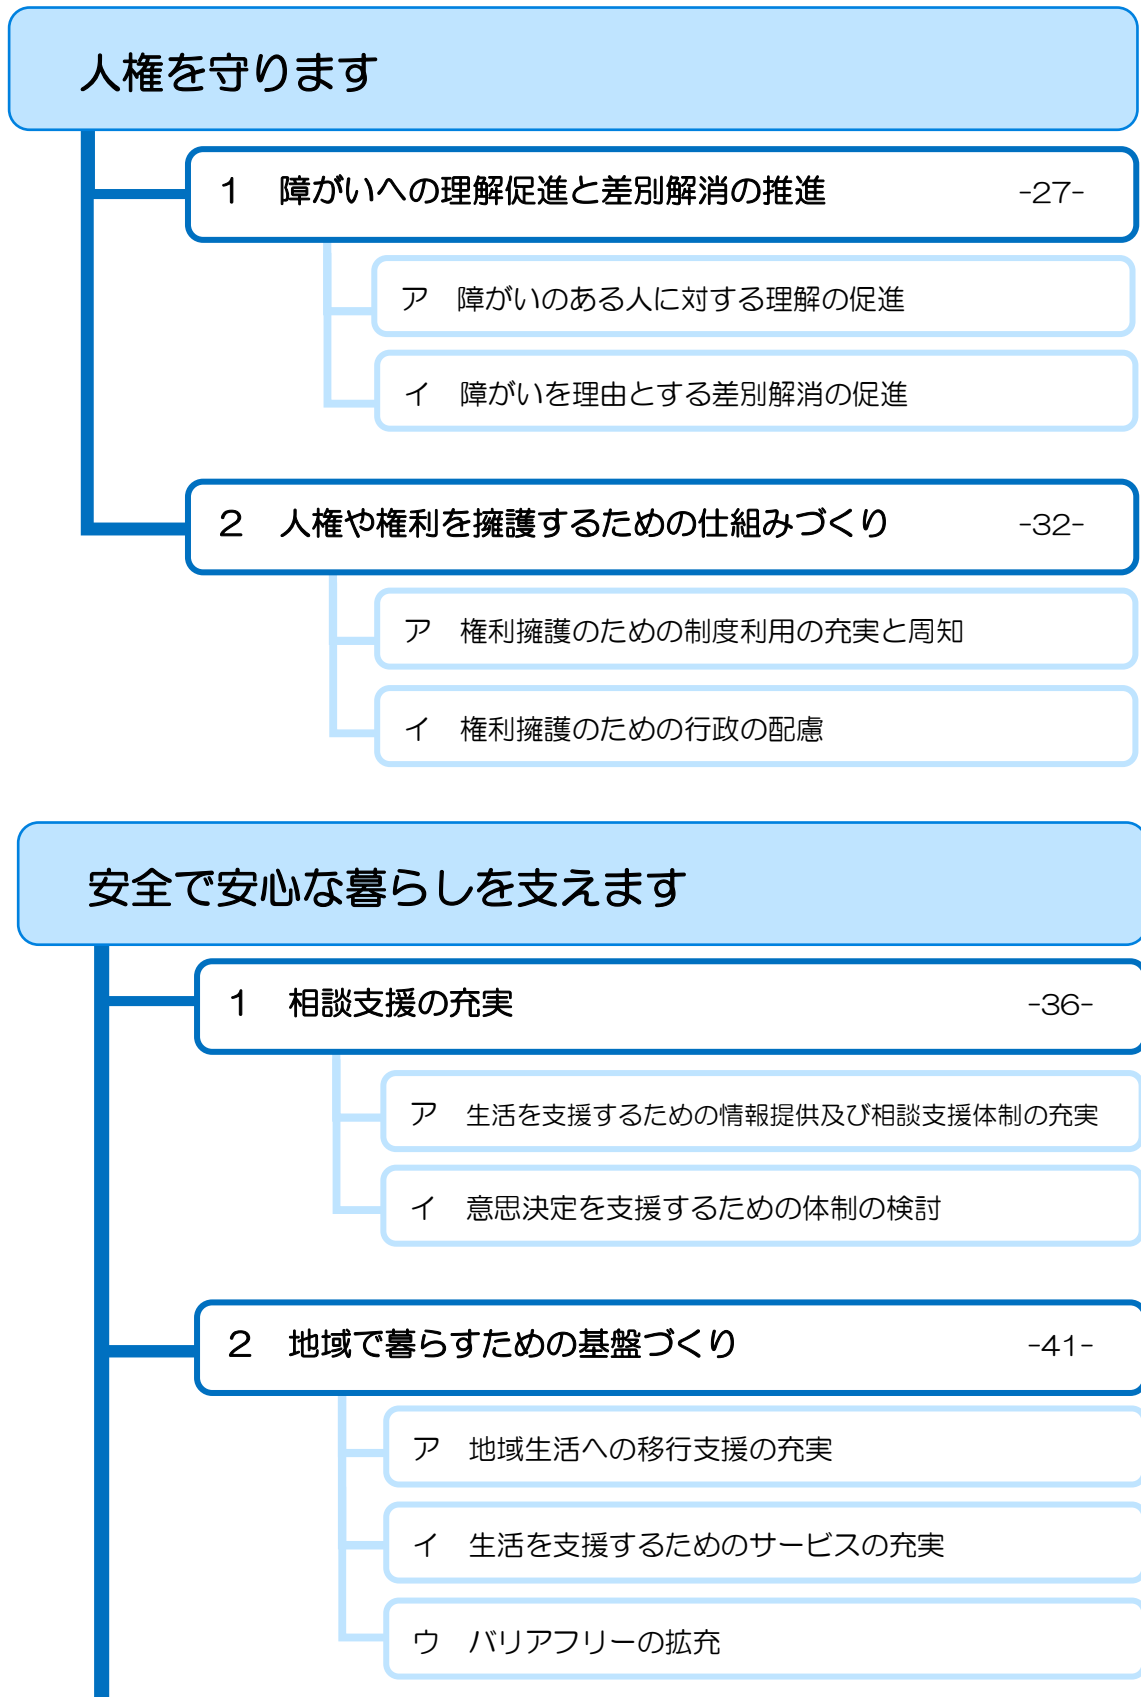 人権を守ります
1　障がいへの理解促進と差別解消の推進　-27-
ア　障がいのある人に対する理解の促進
イ　障がいを理由とする差別解消の促進
2　人権や権利を擁護するための仕組みづくり　-32-
ア　権利擁護のための制度利用の充実と周知
イ　権利擁護のための行政の配慮
安全で安心な暮らしを支えます
1　相談支援の充実　-36-
ア　生活を支援するための情報提供及び相談支援体制の充実
イ　意思決定を支援するための体制の検討
2　地域で暮らすための基盤づくり　-41-
ア　地域生活への移行支援の充実
イ　生活を支援するためのサービスの充実
ウ　バリアフリーの拡充